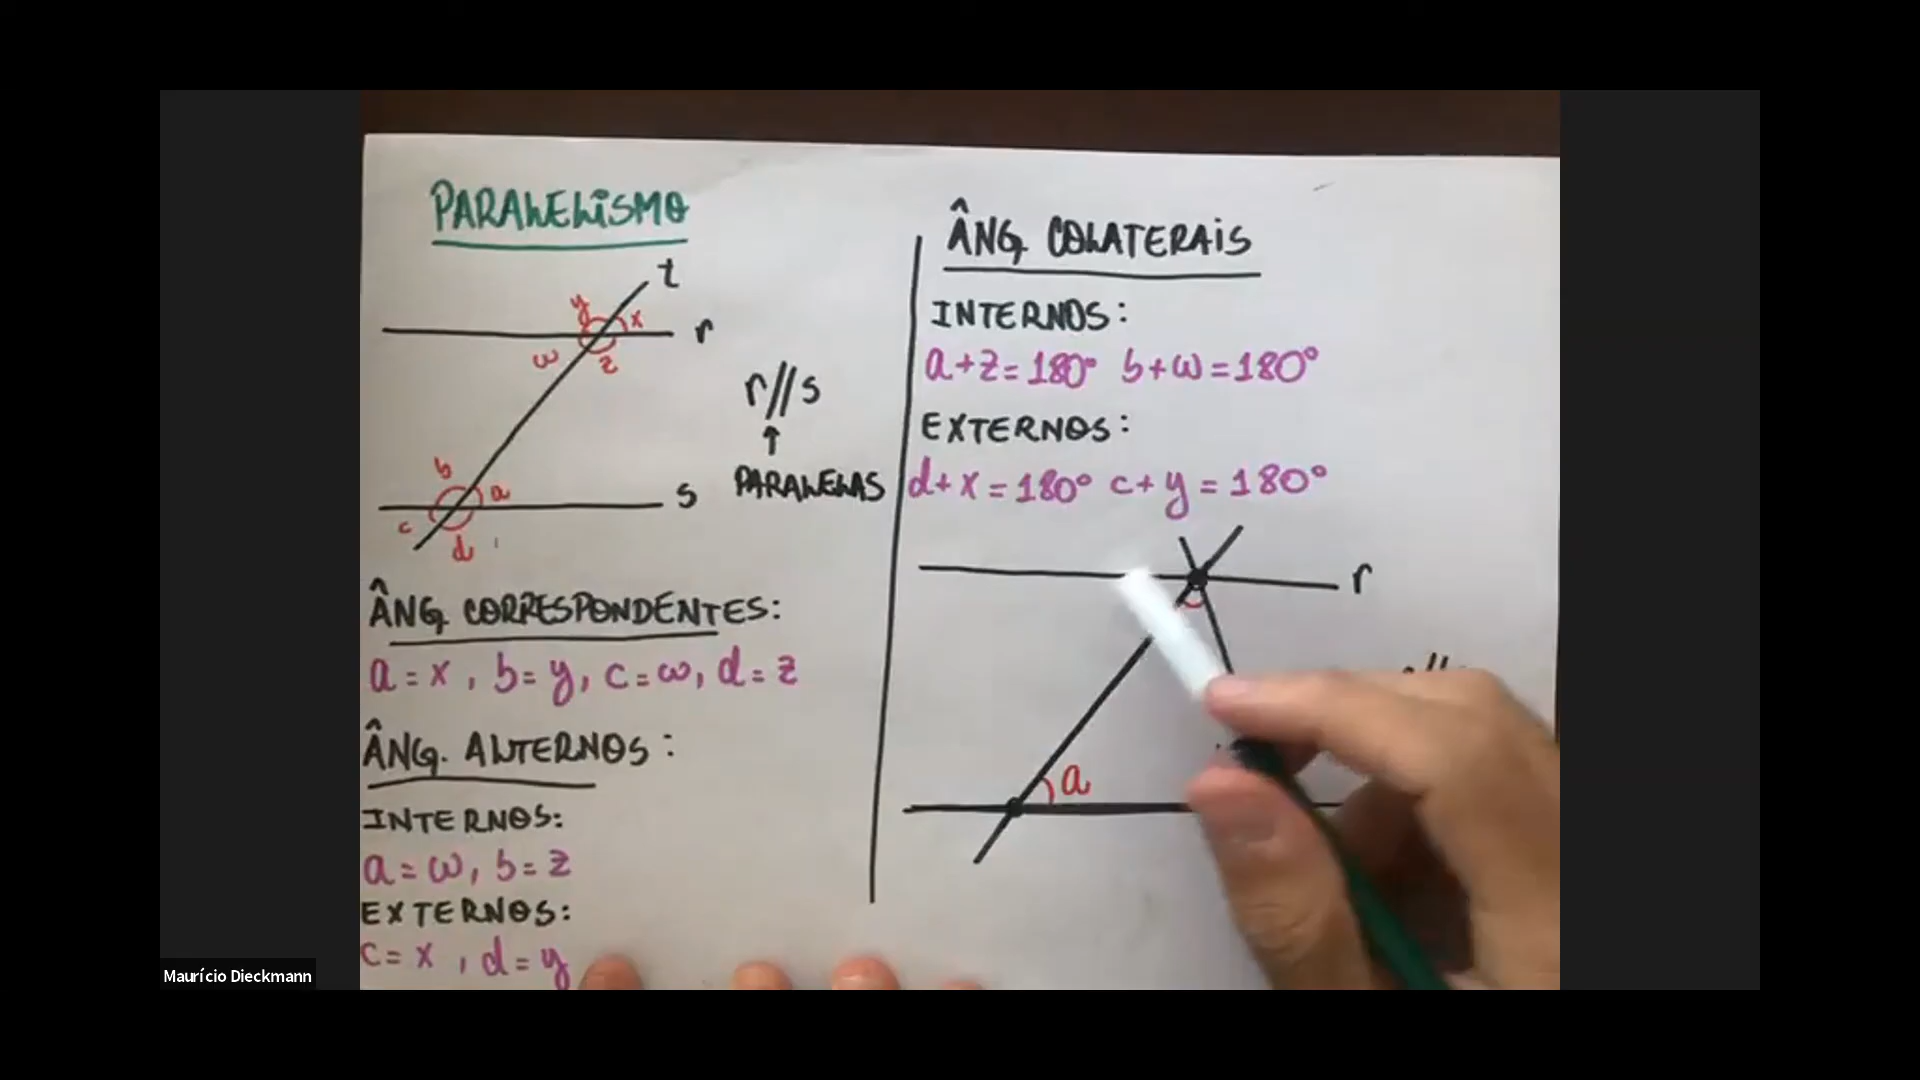 PARALELISMO
t
y x
r
w z
r//s
b a
s
PARALELAS
c
d
ÂNG. CORRESPONDENTES:
a = x, b = y, c = w, d = z
ÂNG. ALTERNOS:
INTERNOS:
a = w, b = z
EXTERNOS:
c = x, d = y
ÂNG. COLATERAIS
INTERNOS:
a + z = 180° b + w = 180°
EXTERNOS:
d + x = 180° c + y = 180°
r
a
Maurício Dieckmann